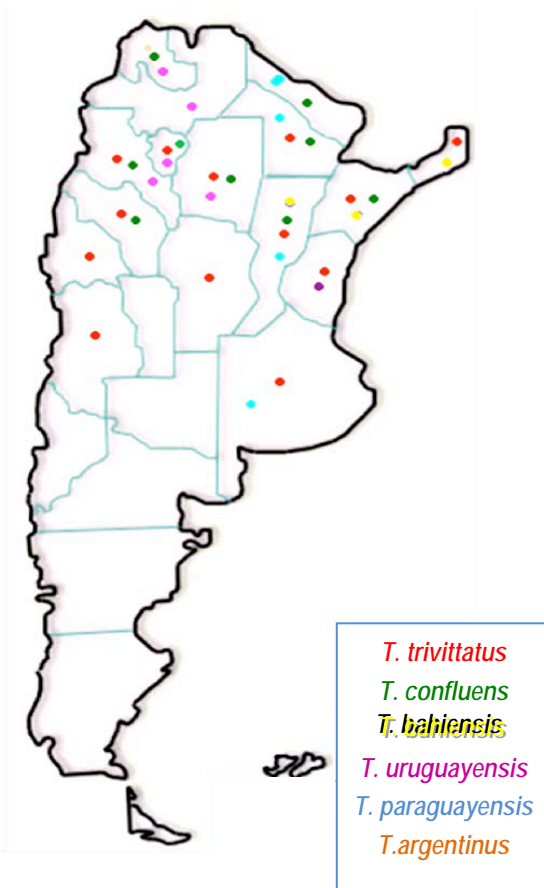 T. trivittatus
T. confluens
T. bahiensis
T. uruguayensis
T. paraguayensis
T.argentinus